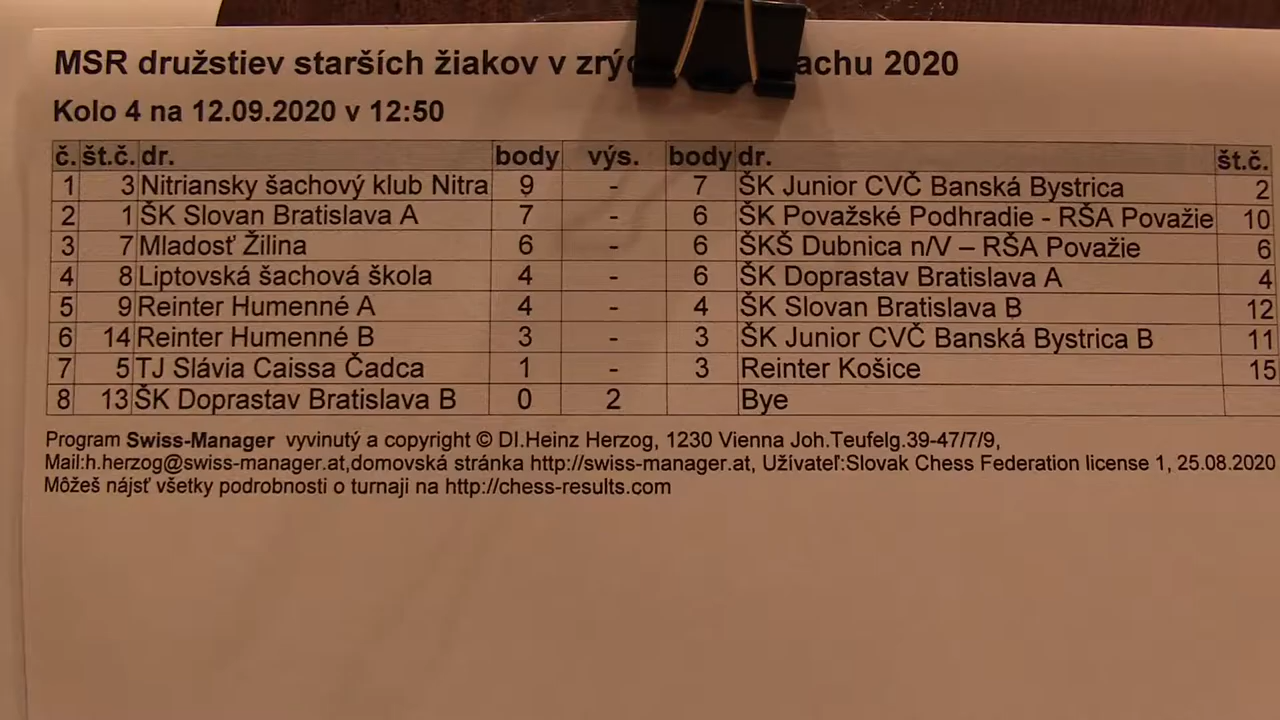 MSR družstiev starších žiakov v achu 2020
Kolo 4 na 12.09.2020 v 12:50
č. št.č. dr. body výs. body dr. št.č.
1 3 Nitriansky šachový klub Nitra 9 - 7 ŠK Junior CVČ Banská Bystrica 2
2 1 ŠK Slovan Bratislava A 7 - 6 ŠK Považské Podhradie - RŠA Považie 10
3 7 Mladosť Žilina 6 - 6 ŠKŠ Dubnica n/V – RŠA Považie 6
4 8 Liptovská šachová škola 4 - 6 ŠK Doprastav Bratislava A 4
5 9 Reinter Humenné A 4 - 4 ŠK Slovan Bratislava B 12
6 14 Reinter Humenné B 3 - 3 ŠK Junior CVČ Banská Bystrica B 11
7 5 TJ Slávia Caissa Čadca 1 - 3 Reinter Košice 15
8 13 ŠK Doprastav Bratislava B 0 2 Bye
Program Swiss-Manager vyvinutý a copyright © DI.Heinz Herzog, 1230 Vienna Joh.Teufelg.39-47/7/9,
Mail:h.herzog@swiss-manager.at,domovská stránka http://swiss-manager.at, Užívateľ:Slovak Chess Federation license 1, 25.08.2020
Môžeš nájsť všetky podrobnosti o turnaji na http://chess-results.com